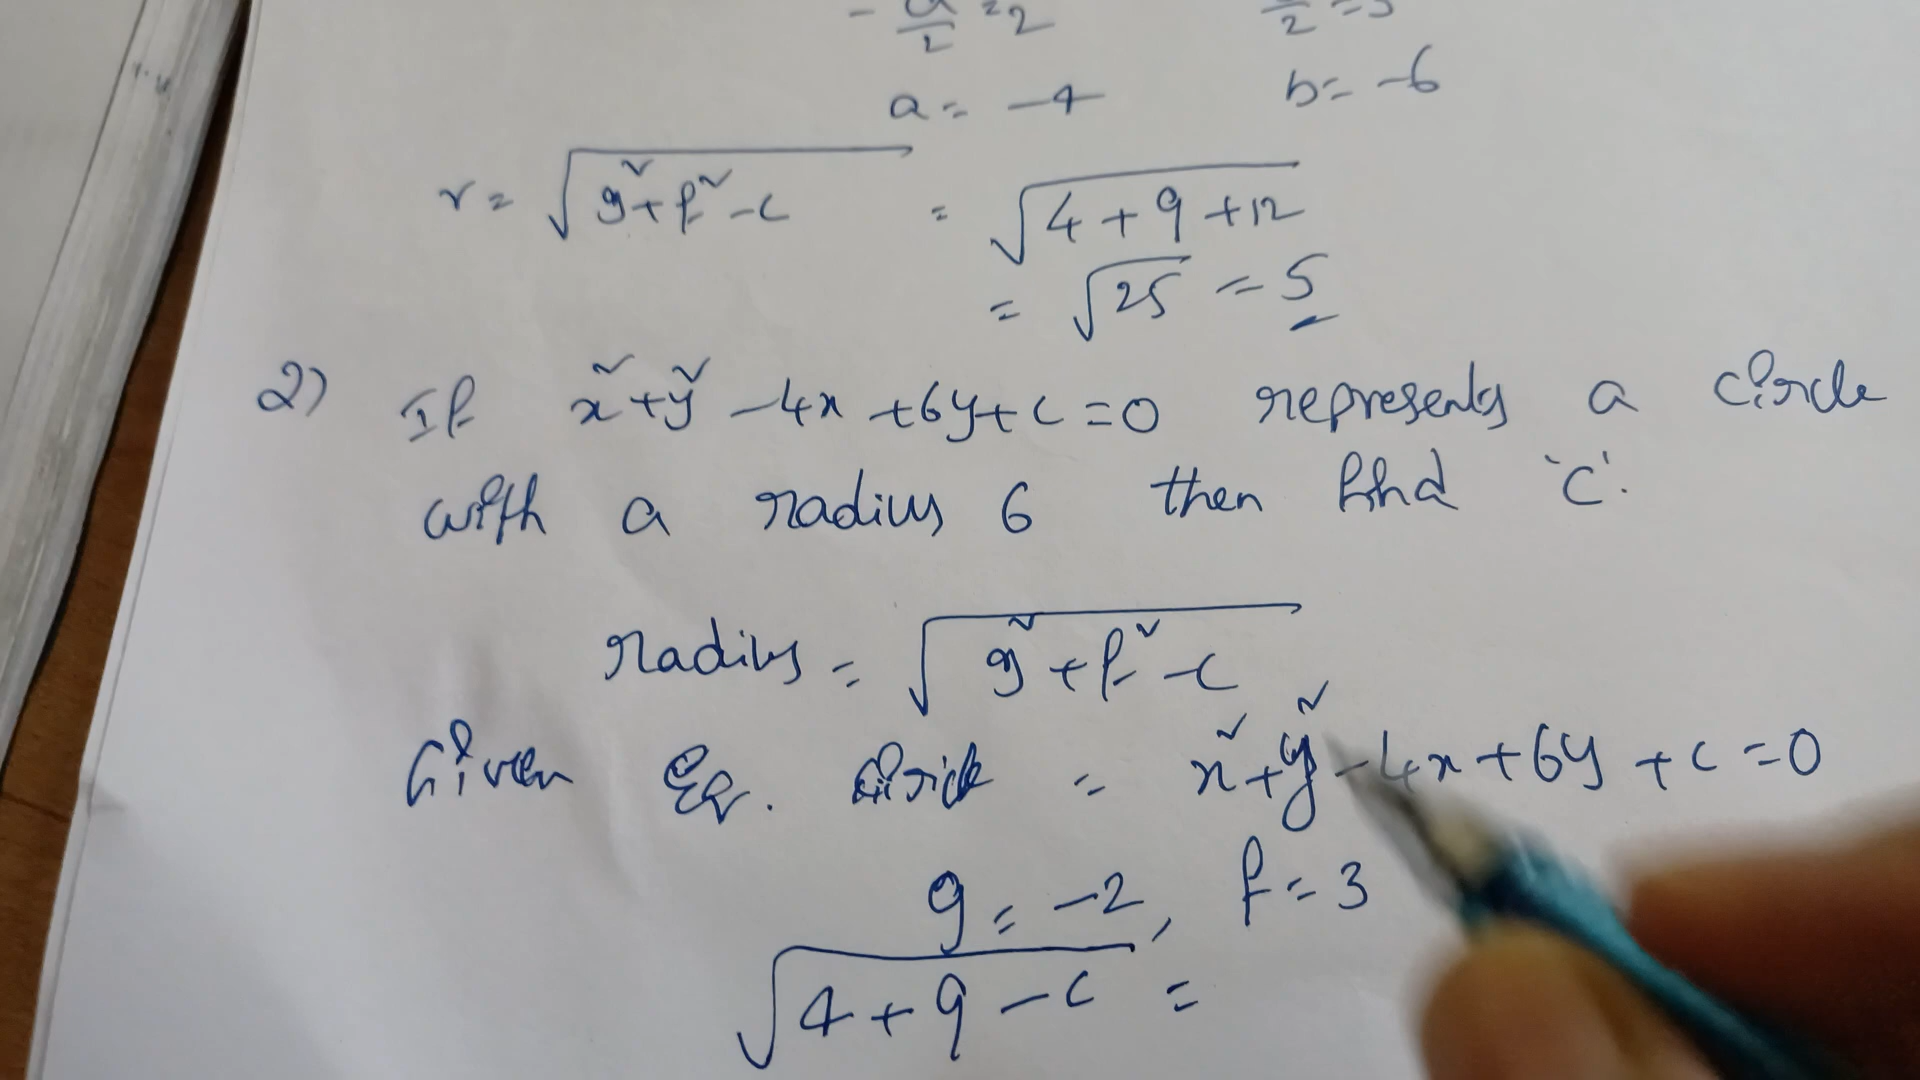 - a/2 = 2
a = -4 b = -6
r = √(g² + f² - c) = √(4 + 9 + 12)
= √25 = 5
2) If x² + y² - 4x + 6y + c = 0 represents a circle
with a radius 6 then find 'c'.
radius = √(g² + f² - c)
Given Eq. circle = x² + y² - 4x + 6y + c = 0
g = -2, f = 3
√(4 + 9 - c) =